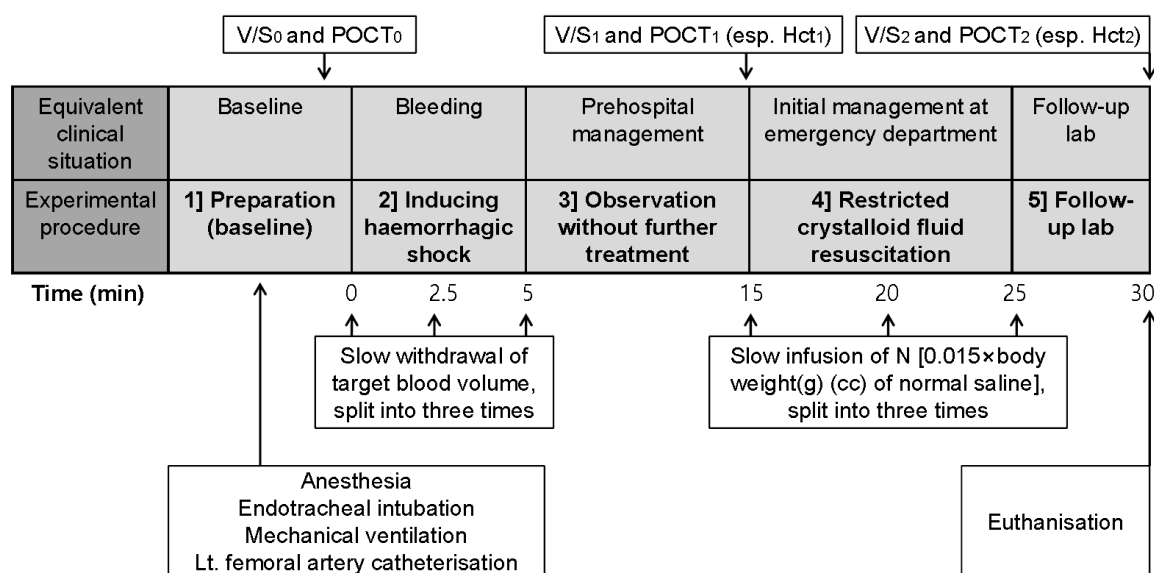 V/S0 and POCT0
V/S1 and POCT1 (esp. Hct1)
V/S2 and POCT2 (esp. Hct2)
Equivalent
clinical
situation
Baseline
Bleeding
Prehospital
management
Initial management at
emergency department
Follow-up
lab
Experimental
procedure
1] Preparation
(baseline)
2] Inducing
haemorrhagic
shock
3] Observation
without further
treatment
4] Restricted
crystalloid fluid
resuscitation
5] Follow-
up lab
Time (min)
0
2.5
5
15
20
25
30
Slow withdrawal of
target blood volume,
split into three times
Slow infusion of N [0.015×body
weight(g) (cc) of normal saline],
split into three times
Anesthesia
Endotracheal intubation
Mechanical ventilation
Lt. femoral artery catheterisation
Euthanisation